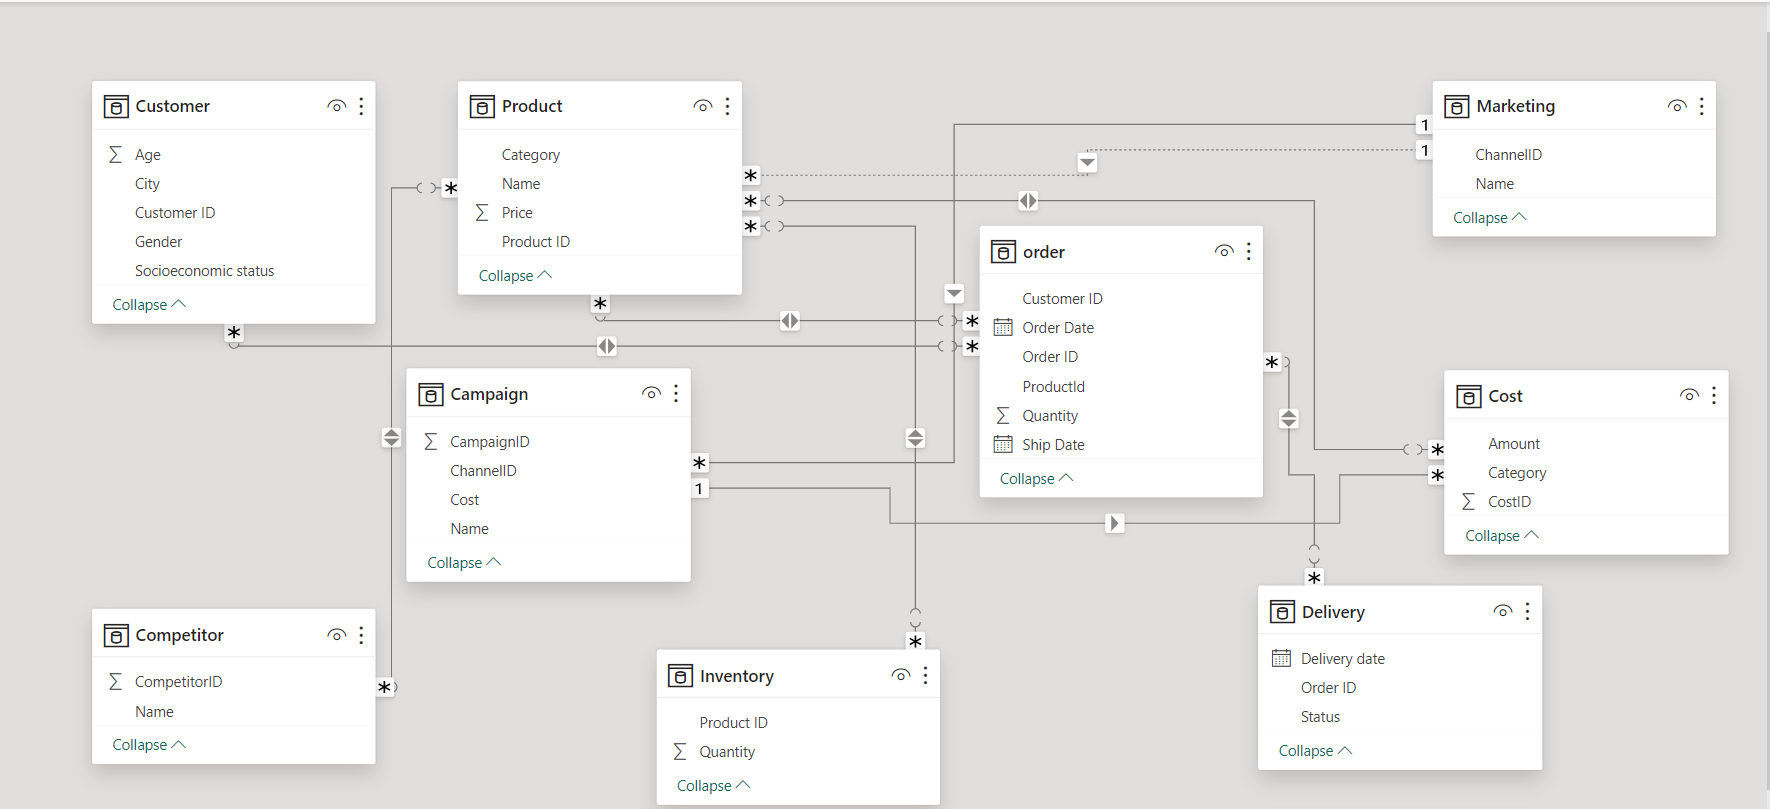 Customer
Age
City
Customer ID
Gender
Socioeconomic status
Collapse
Product
Category
Name
Price
Product ID
Collapse
Marketing
ChannelID
Name
Collapse
order
Customer ID
Order Date
Order ID
ProductId
Quantity
Ship Date
Collapse
Campaign
CampaignID
ChannelID
Cost
Name
Collapse
Cost
Amount
Category
CostID
Collapse
Competitor
CompetitorID
Name
Collapse
Inventory
Product ID
Quantity
Collapse
Delivery
Delivery date
Order ID
Status
Collapse
*
*
*
*
*
*
*
*
*
*
1
1
*
1
*
*
*
*
*